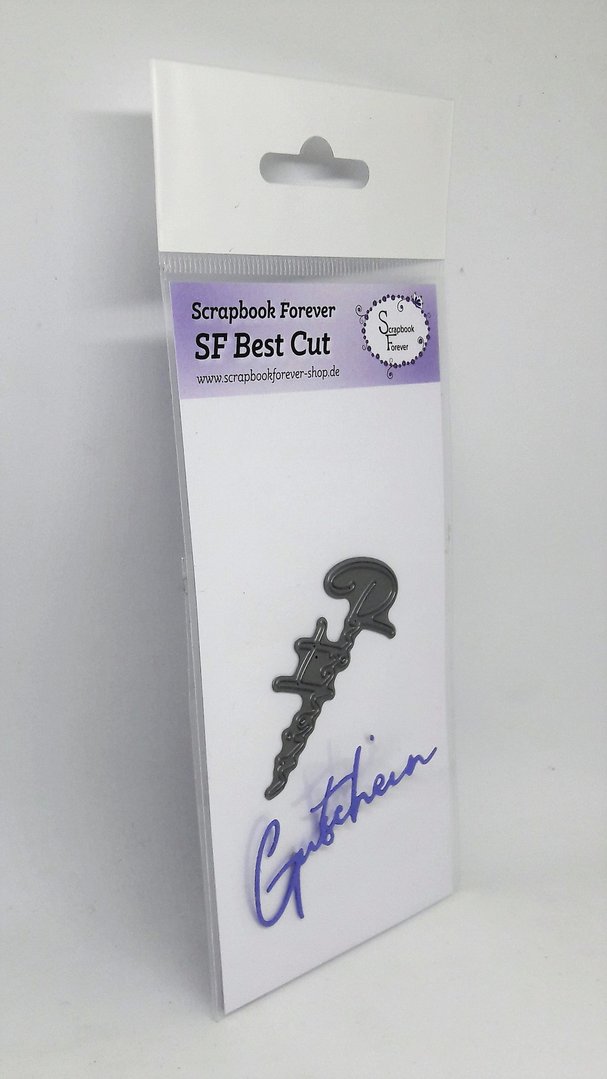 Scrapbook Forever
SF Best Cut
www.scrapbookforever-shop.de
Scrapbook
Forever
Gutschein